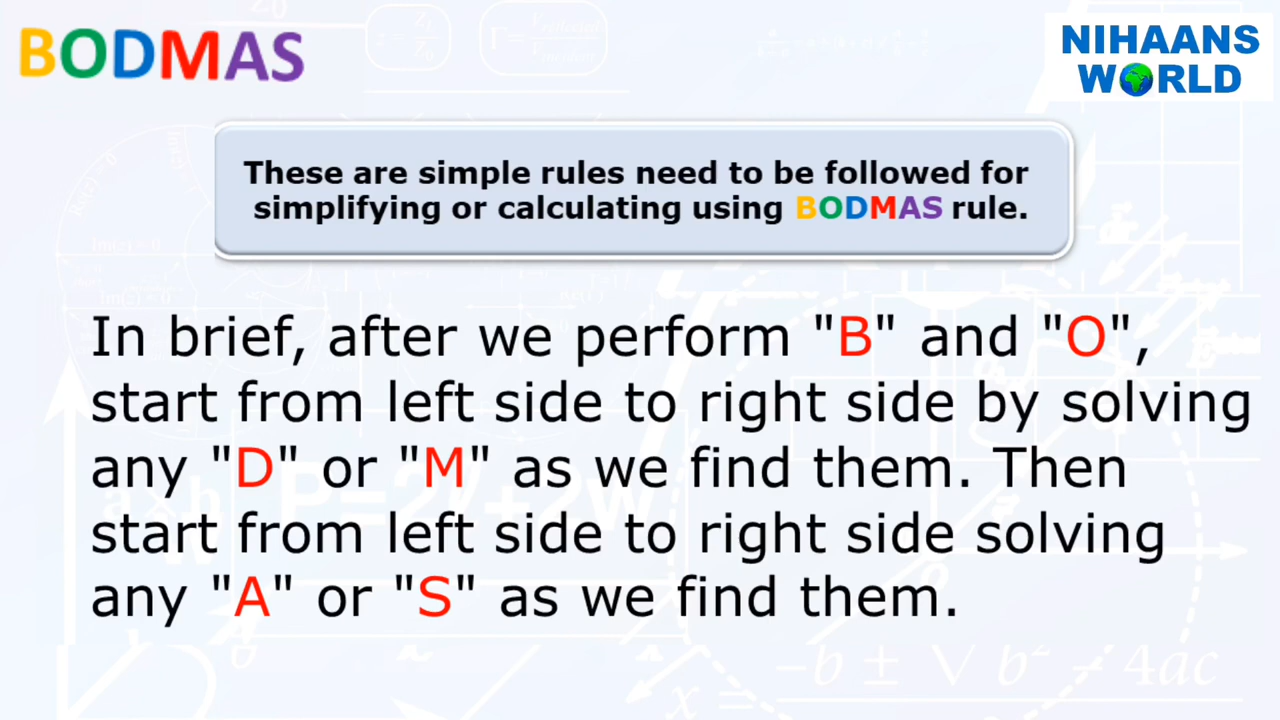 BODMAS
NIHAANS
WORLD
These are simple rules need to be followed for
simplifying or calculating using BODMAS rule.
In brief, after we perform "B" and "O",
start from left side to right side by solving
any "D" or "M" as we find them. Then
start from left side to right side solving
any "A" or "S" as we find them.